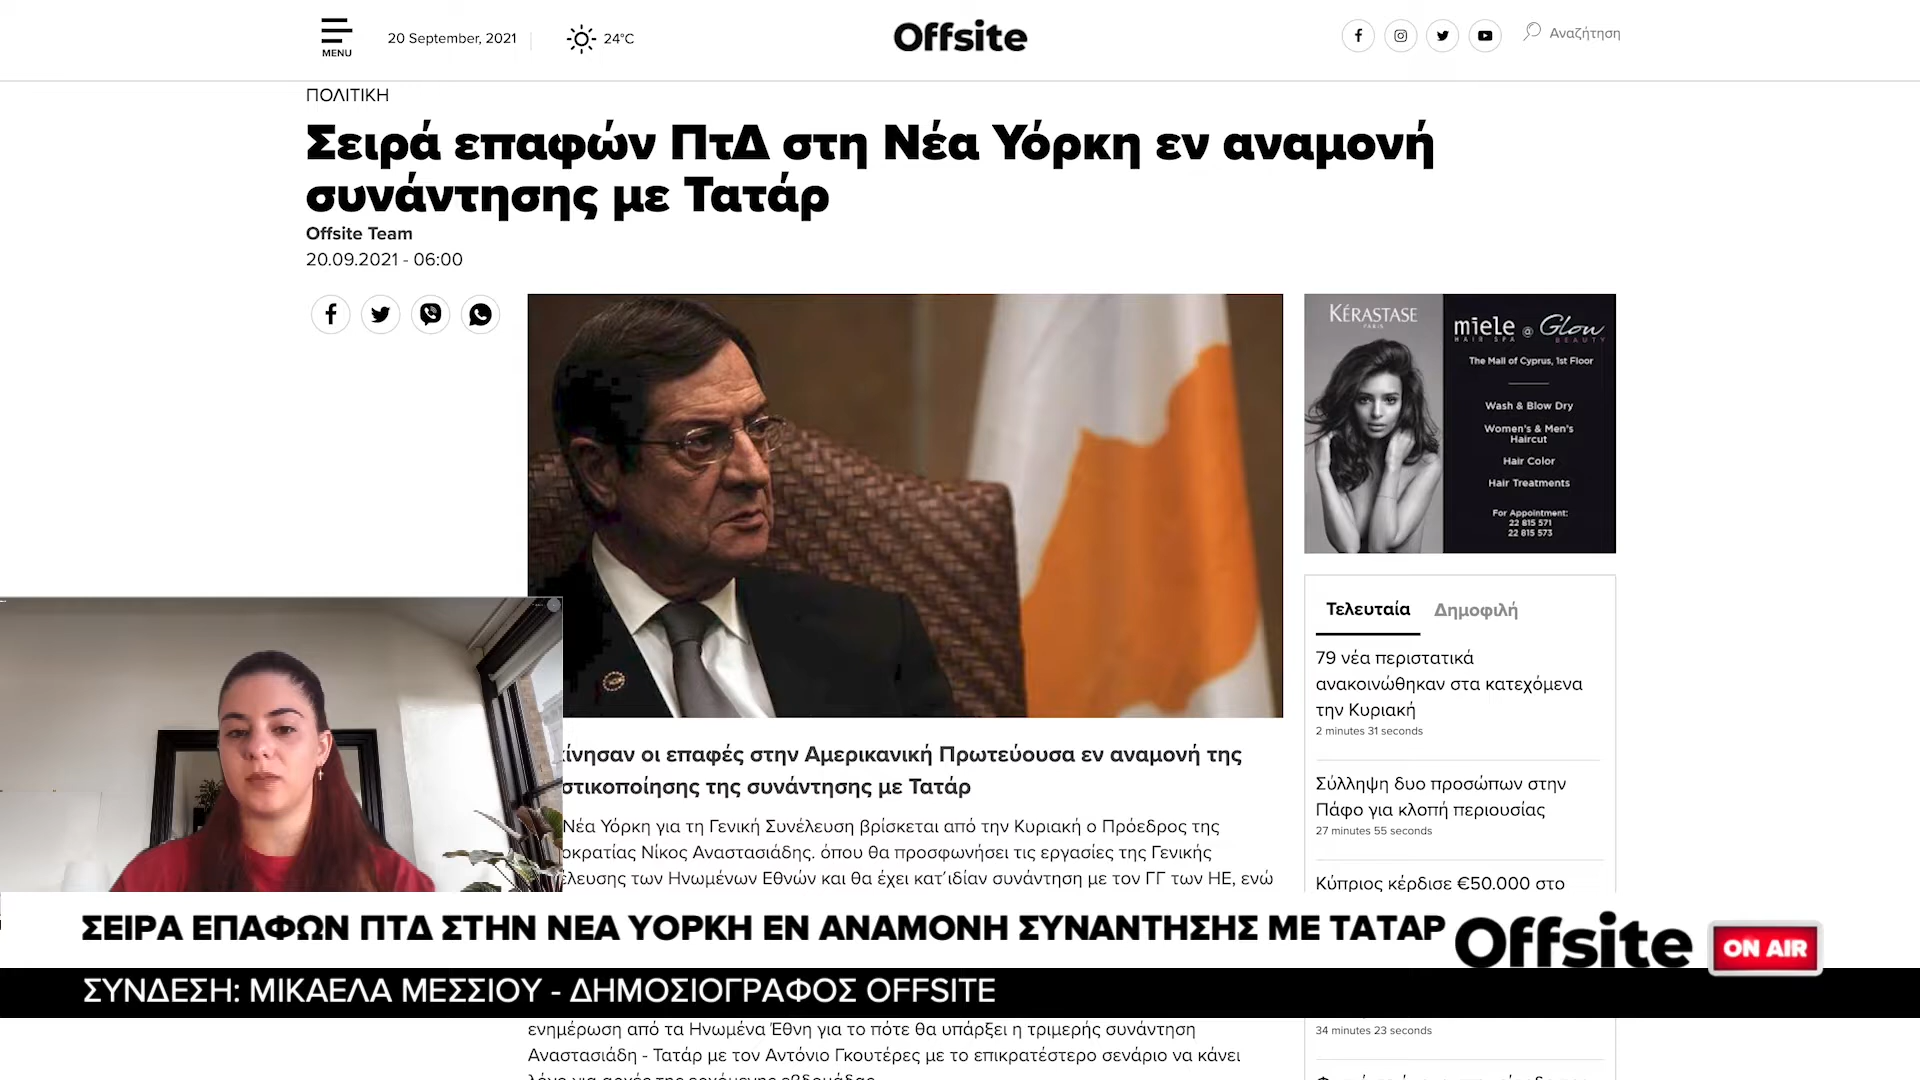 MENU
20 September, 2021
24°C
Offsite
Αναζήτηση
ΠΟΛΙΤΙΚΗ
Σειρά επαφών ΠτΔ στη Νέα Υόρκη εν αναμονή
συνάντησης με Τατάρ
Offsite Team
20.09.2021 - 06:00
KÉRASTASE
PARIS
miele @ Glow
HAIR SPA BEAUTY
The Mall of Cyprus, 1st Floor
Wash & Blow Dry
Women's & Men's
Haircut
Hair Color
Hair Treatments
For Appointment:
22 815 571
22 815 573
Τελευταία Δημοφιλή
79 νέα περιστατικά
ανακοινώθηκαν στα κατεχόμενα
την Κυριακή
2 minutes 31 seconds
Σύλληψη δυο προσώπων στην
Πάφο για κλοπή περιουσίας
27 minutes 55 seconds
Κύπριος κέρδισε €50.000 στο
34 minutes 23 seconds
ίνησαν οι επαφές στην Αμερικανική Πρωτεύουσα εν αναμονή της
στικοποίησης της συνάντησης με Τατάρ
Νέα Υόρκη για τη Γενική Συνέλευση βρίσκεται από την Κυριακή ο Πρόεδρος της
οκρατίας Νίκος Αναστασιάδης, όπου θα προσφωνήσει τις εργασίες της Γενικής
έλευσης των Ηνωμένων Εθνών και θα έχει κατ΄ιδίαν συνάντηση με τον ΓΓ των ΗΕ, ενώ
ΣΕΙΡΑ ΕΠΑΦΩΝ ΠΤΔ ΣΤΗΝ ΝΕΑ ΥΟΡΚΗ ΕΝ ΑΝΑΜΟΝΗ ΣΥΝΑΝΤΗΣΗΣ ΜΕ ΤΑΤΑΡ
Offsite
ON AIR
ΣΥΝΔΕΣΗ: ΜΙΚΑΕΛΑ ΜΕΣΣΙΟΥ - ΔΗΜΟΣΙΟΓΡΑΦΟΣ OFFSITE
ενημέρωση από τα Ηνωμένα Έθνη για το πότε θα υπάρξει η τριμερής συνάντηση
Αναστασιάδη - Τατάρ με τον Αντόνιο Γκουτέρες με το επικρατέστερο σενάριο να κάνει